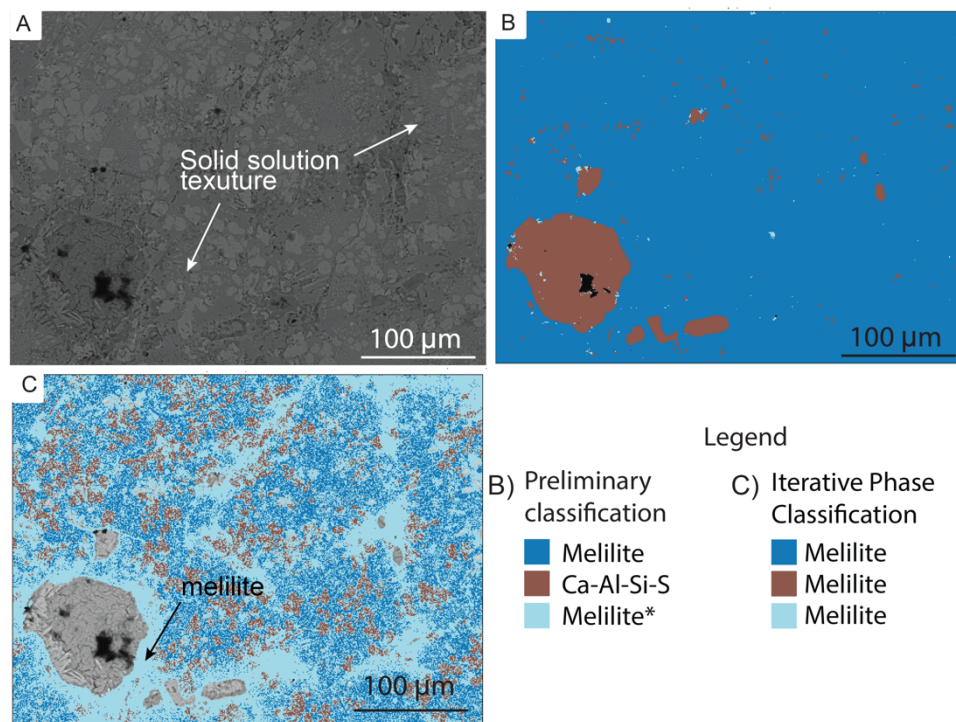 A
Solid solution
texuture
100 µm
B
100 µm
C
melilite
100 µm
Legend
B) Preliminary
classification
Melilite
Ca-Al-Si-S
Melilite*
C) Iterative Phase
Classification
Melilite
Melilite
Melilite